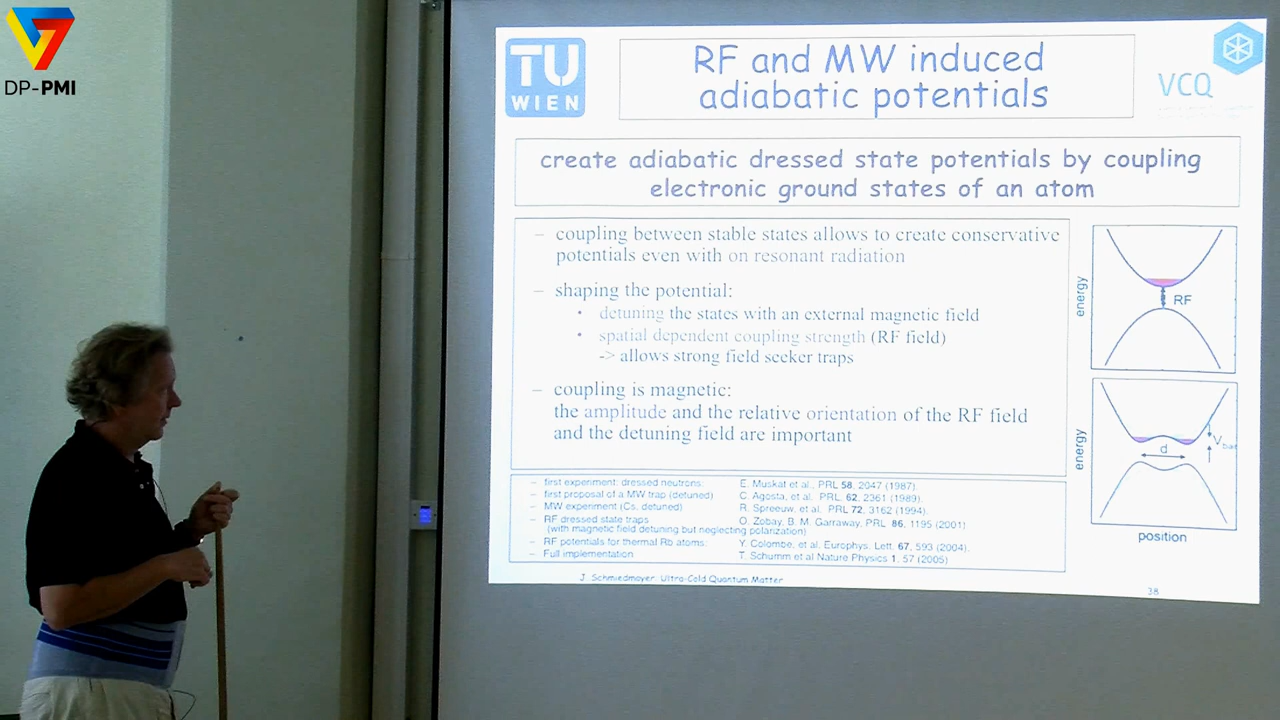 DP-PMI
TU
WIEN
RF and MW induced
adiabatic potentials
VCQ
create adiabatic dressed state potentials by coupling
electronic ground states of an atom
– coupling between stable states allows to create conservative
potentials even with on resonant radiation
– shaping the potential:
• detuning the states with an external magnetic field
• spatial dependent coupling strength (RF field)
-> allows strong field seeker traps
– coupling is magnetic:
the amplitude and the relative orientation of the RF field
and the detuning field are important
energy
RF
energy
d
V
position
– first experiment: dressed neutrons: E. Muskat et al., PRL 58, 2047 (1987).
– first proposal of a MW trap (detuned) C. Agosta, et al. PRL, 62, 2361 (1989).
– MW experiment (Cs, detuned) R. Spreeuw, et al. PRL 72, 3162 (1994).
– RF dressed state traps O. Zobay, B. M. Garraway, PRL 86, 1195 (2001)
(with magnetic field detuning but neglecting polarization)
– RF potentials for thermal Rb atoms: Y. Colombe, et al. Europhys. Lett. 67, 593 (2004).
– Full implementation T. Schumm et al Nature Physics 1, 57 (2005)
J. Schmiedmayer: Ultra-Cold Quantum Matter
38